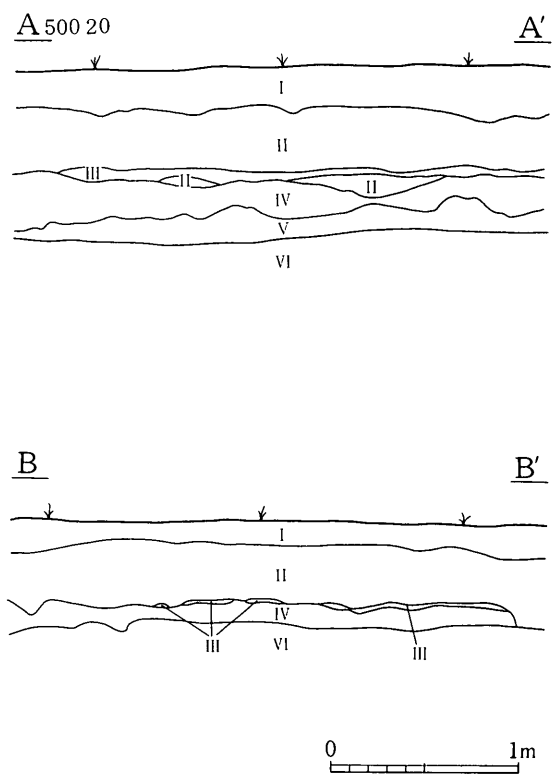 A 500 20 A′
I
II
III II II
IV
V
VI
B B′
I
II
IV
III VI III
0 1m